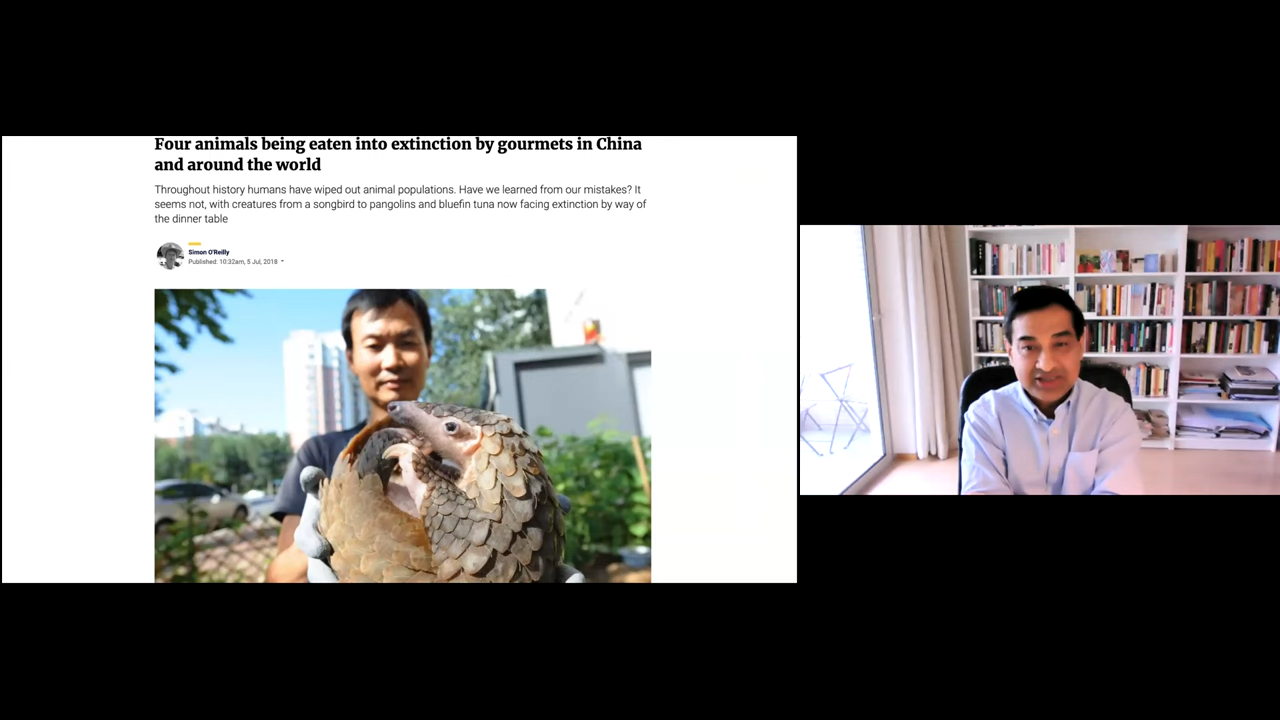 Four animals being eaten into extinction by gourmets in China
and around the world
Throughout history humans have wiped out animal populations. Have we learned from our mistakes? It
seems not, with creatures from a songbird to pangolins and bluefin tuna now facing extinction by way of
the dinner table
Simon O'Reilly
Published: 10:32am, 5 Jul, 2018